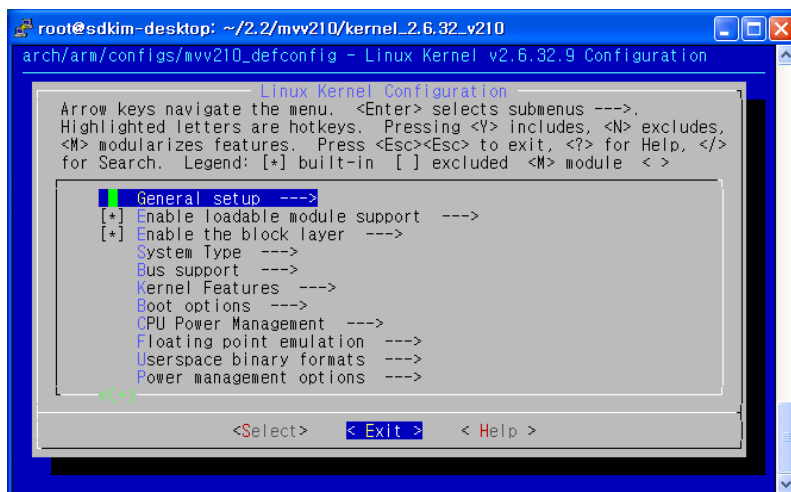 root@sdkim-desktop: ~/2.2/mvv210/kernel_2.6.32_v210
arch/arm/configs/mvv210_defconfig - Linux Kernel v2.6.32.9 Configuration
Linux Kernel Configuration
Arrow keys navigate the menu.  <Enter> selects submenus --->.
Highlighted letters are hotkeys.  Pressing <Y> includes, <N> excludes,
<M> modularizes features.  Press <Esc><Esc> to exit, <?> for Help, </>
for Search.  Legend: [*] built-in  [ ] excluded  <M> module  < >
General setup  --->
[*] Enable loadable module support  --->
[*] Enable the block layer  --->
System Type  --->
Bus support  --->
Kernel Features  --->
Boot options  --->
CPU Power Management  --->
Floating point emulation  --->
Userspace binary formats  --->
Power management options  --->
v(+)
<Select>    < Exit >    < Help >